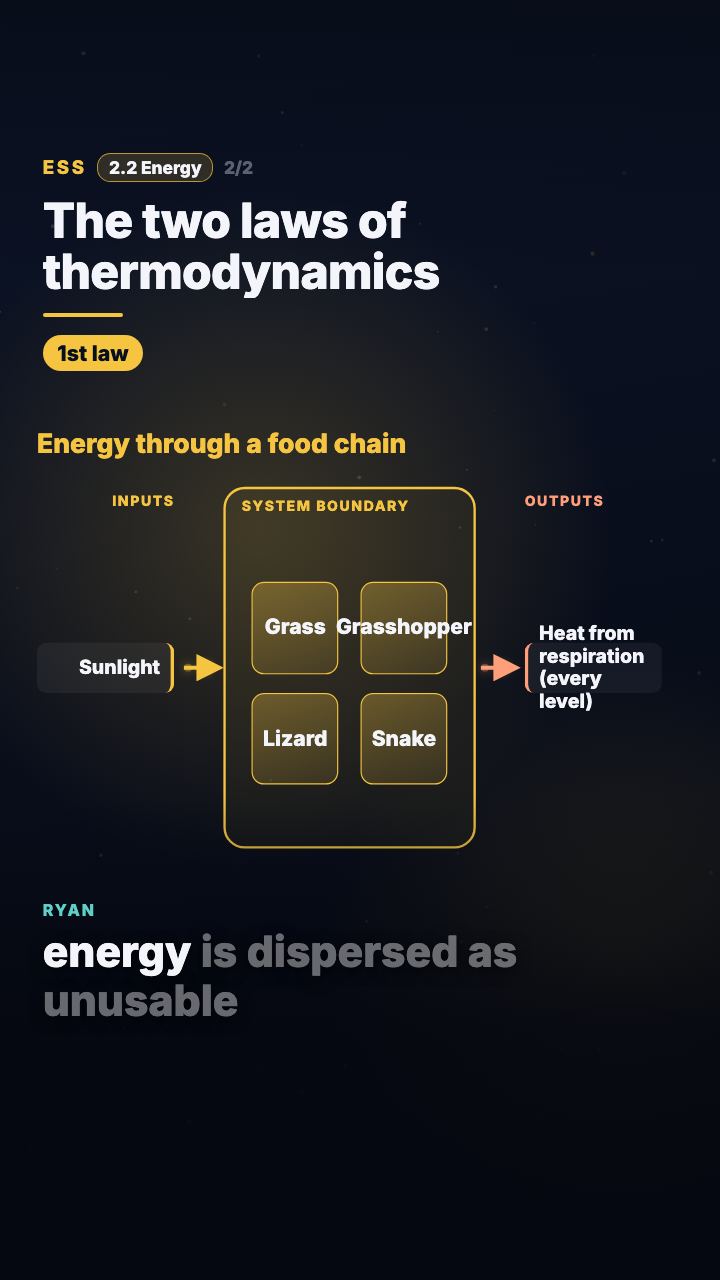 ESS 2.2 Energy 2/2
The two laws of
thermodynamics
1st law
Energy through a food chain
INPUTS
SYSTEM BOUNDARY
OUTPUTS
Sunlight
Grass
Grasshopper
Lizard
Snake
Heat from
respiration
(every
level)
RYAN
energy is dispersed as
unusable